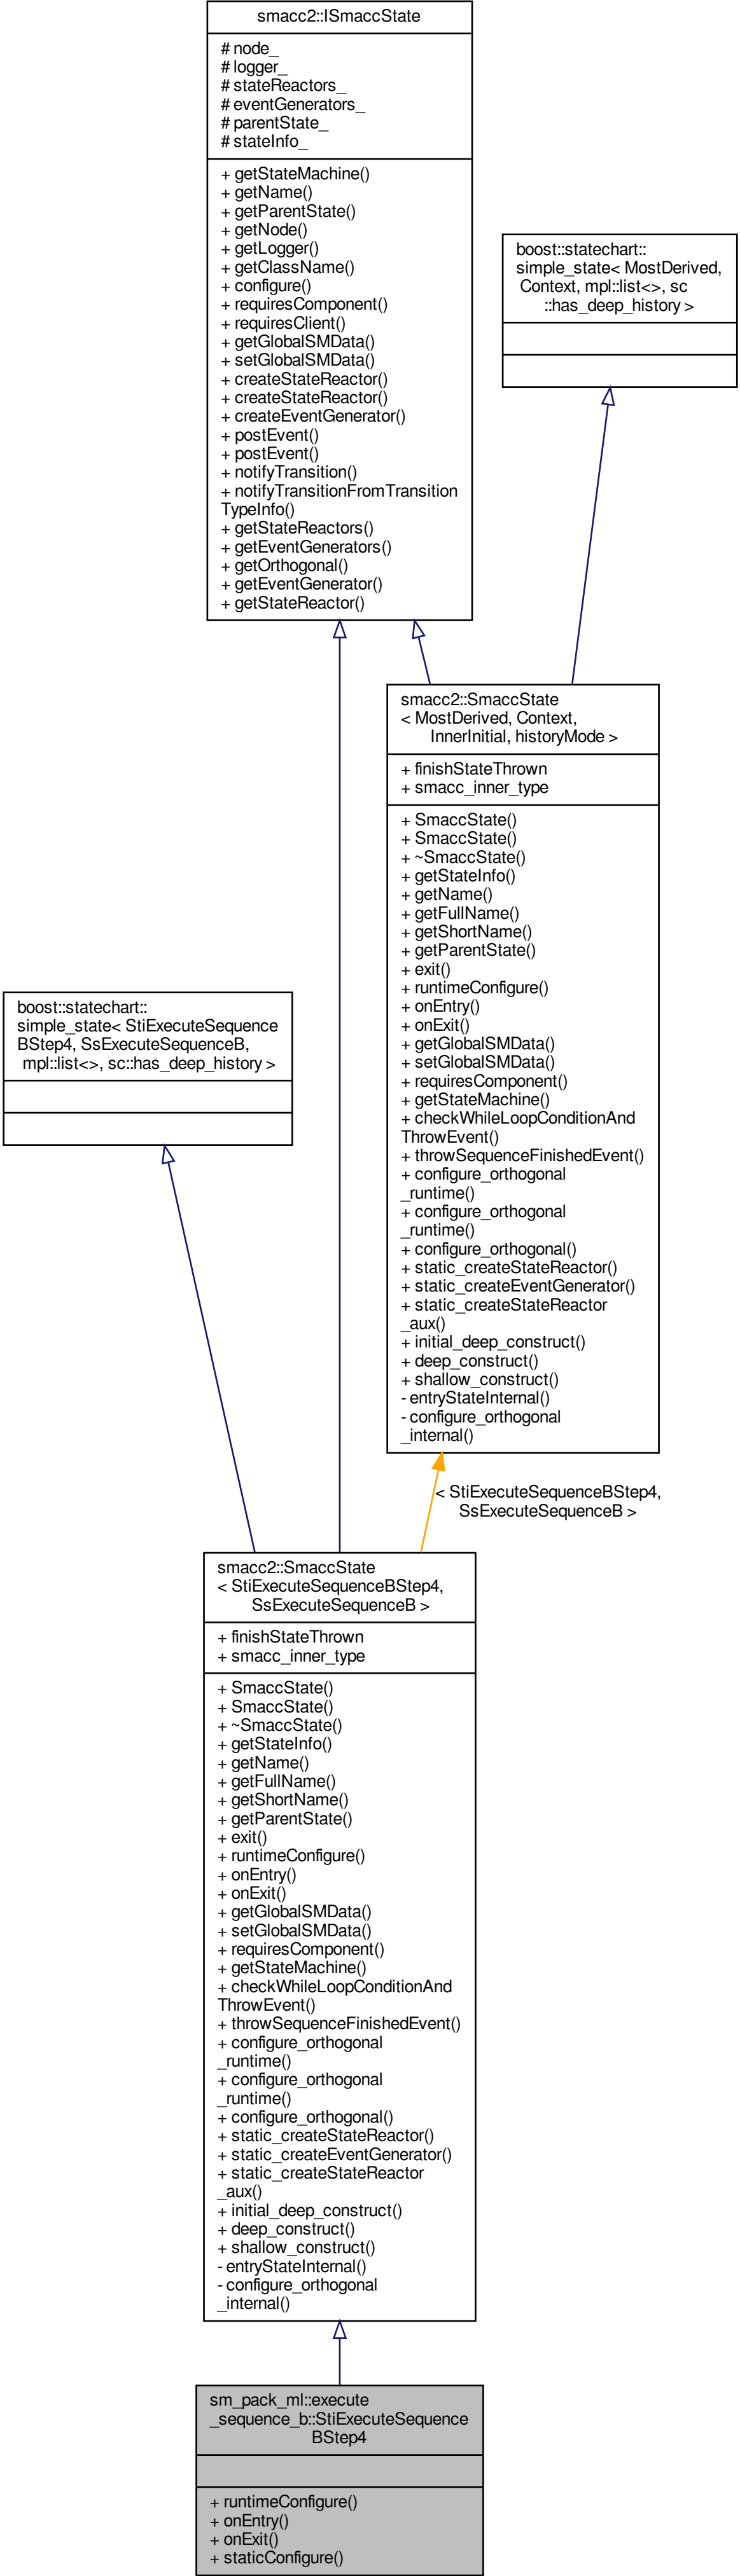 smacc2::ISmaccState
# node_
# logger_
# stateReactors_
# eventGenerators_
# parentState_
# stateInfo_
+ getStateMachine()
+ getName()
+ getParentState()
+ getNode()
+ getLogger()
+ getClassName()
+ configure()
+ requiresComponent()
+ requiresClient()
+ getGlobalSMData()
+ setGlobalSMData()
+ createStateReactor()
+ createStateReactor()
+ createEventGenerator()
+ postEvent()
+ postEvent()
+ notifyTransition()
+ notifyTransitionFromTransition
TypeInfo()
+ getStateReactors()
+ getEventGenerators()
+ getOrthogonal()
+ getEventGenerator()
+ getStateReactor()
boost::statechart::
simple_state< MostDerived,
Context, mpl::list<>, sc
::has_deep_history >
smacc2::SmaccState
< MostDerived, Context,
InnerInitial, historyMode >
+ finishStateThrown
+ smacc_inner_type
+ SmaccState()
+ SmaccState()
+ ~SmaccState()
+ getStateInfo()
+ getName()
+ getFullName()
+ getShortName()
+ getParentState()
+ exit()
+ runtimeConfigure()
+ onEntry()
+ onExit()
+ getGlobalSMData()
+ setGlobalSMData()
+ requiresComponent()
+ getStateMachine()
+ checkWhileLoopConditionAnd
ThrowEvent()
+ throwSequenceFinishedEvent()
+ configure_orthogonal
_runtime()
+ configure_orthogonal
_runtime()
+ configure_orthogonal()
+ static_createStateReactor()
+ static_createEventGenerator()
+ static_createStateReactor
_aux()
+ initial_deep_construct()
+ deep_construct()
+ shallow_construct()
- entryStateInternal()
- configure_orthogonal
_internal()
boost::statechart::
simple_state< StiExecuteSequence
BStep4, SsExecuteSequenceB,
mpl::list<>, sc::has_deep_history >
< StiExecuteSequenceBStep4,
SsExecuteSequenceB >
smacc2::SmaccState
< StiExecuteSequenceBStep4,
SsExecuteSequenceB >
+ finishStateThrown
+ smacc_inner_type
+ SmaccState()
+ SmaccState()
+ ~SmaccState()
+ getStateInfo()
+ getName()
+ getFullName()
+ getShortName()
+ getParentState()
+ exit()
+ runtimeConfigure()
+ onEntry()
+ onExit()
+ getGlobalSMData()
+ setGlobalSMData()
+ requiresComponent()
+ getStateMachine()
+ checkWhileLoopConditionAnd
ThrowEvent()
+ throwSequenceFinishedEvent()
+ configure_orthogonal
_runtime()
+ configure_orthogonal
_runtime()
+ configure_orthogonal()
+ static_createStateReactor()
+ static_createEventGenerator()
+ static_createStateReactor
_aux()
+ initial_deep_construct()
+ deep_construct()
+ shallow_construct()
- entryStateInternal()
- configure_orthogonal
_internal()
sm_pack_ml::execute
_sequence_b::StiExecuteSequence
BStep4
+ runtimeConfigure()
+ onEntry()
+ onExit()
+ staticConfigure()